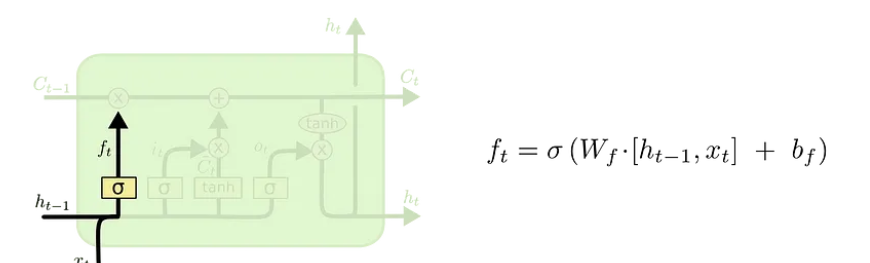 h_t
C_{t-1}
C_t
x
+
tanh
f_t
i_t
C̃_t
o_t
x
x
σ
σ
tanh
σ
h_{t-1}
h_t
x_t
f_t = σ (W_f · [h_{t-1}, x_t] + b_f)